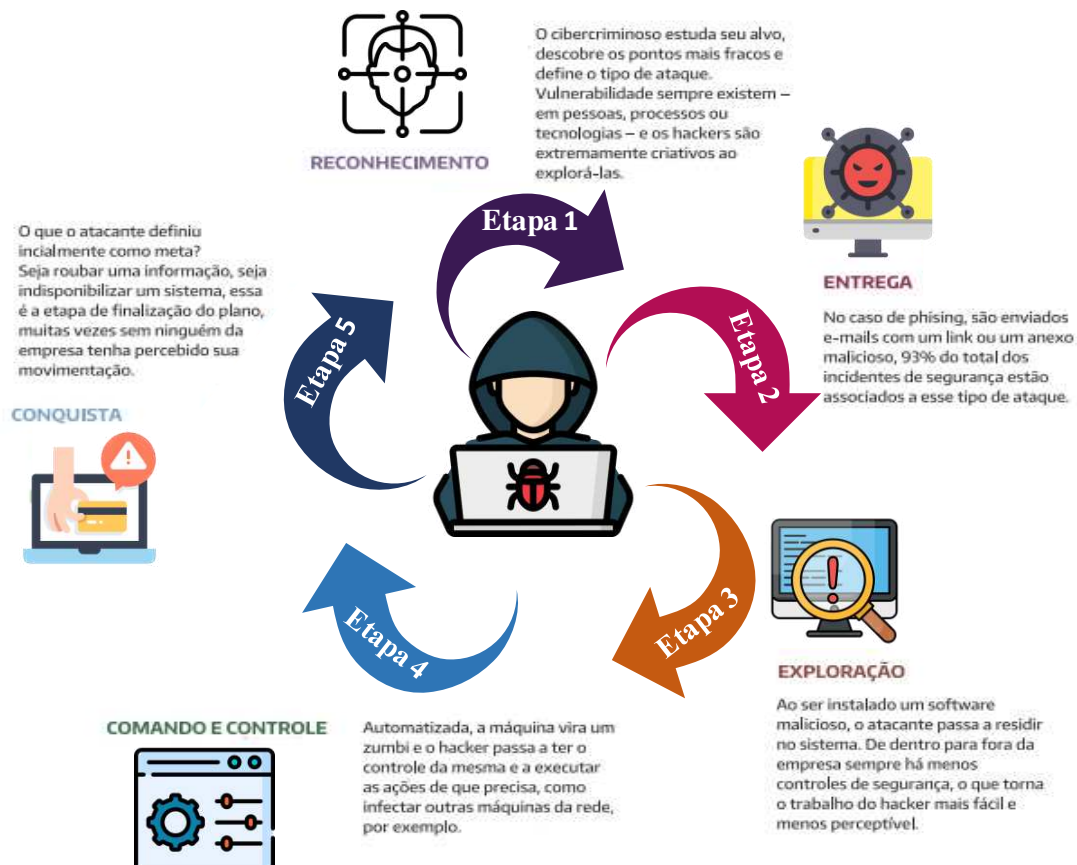 RECONHECIMENTO
O cibercriminoso estuda seu alvo,
descobre os pontos mais fracos e
define o tipo de ataque.
Vulnerabilidade sempre existem –
em pessoas, processos ou
tecnologias – e os hackers são
extremamente criativos ao
explorá-las.
Etapa 1
ENTREGA
No caso de phising, são enviados
e-mails com um link ou um anexo
malicioso, 93% do total dos
incidentes de segurança estão
associados a esse tipo de ataque.
Etapa 2
EXPLORAÇÃO
Ao ser instalado um software
malicioso, o atacante passa a residir
no sistema. De dentro para fora da
empresa sempre há menos
controles de segurança, o que torna
o trabalho do hacker mais fácil e
menos perceptível.
Etapa 3
COMANDO E CONTROLE
Automatizada, a máquina vira um
zumbi e o hacker passa a ter o
controle da mesma e a executar
as ações de que precisa, como
infectar outras máquinas da rede,
por exemplo.
Etapa 4
O que o atacante definiu
incialmente como meta?
Seja roubar uma informação, seja
indisponibilizar um sistema, essa
é a etapa de finalização do plano,
muitas vezes sem ninguém da
empresa tenha percebido sua
movimentação.
CONQUISTA
Etapa 5